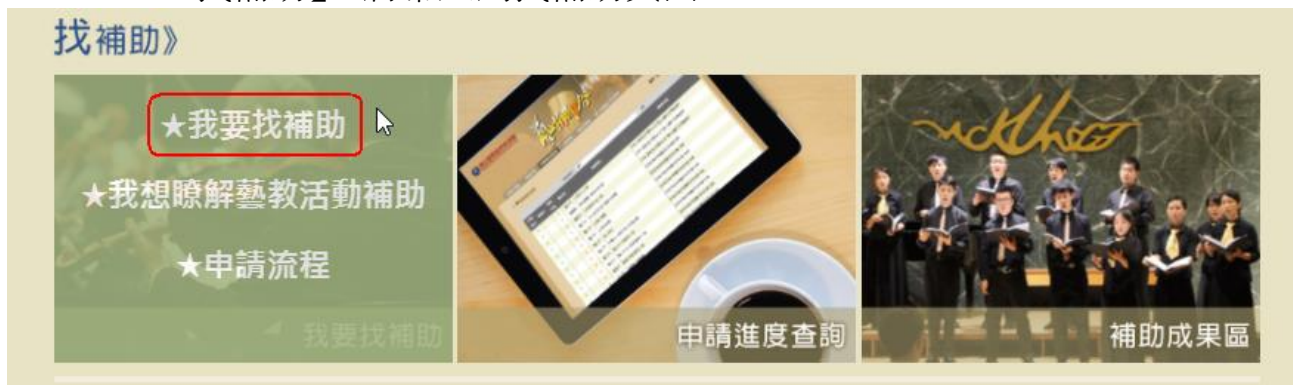 找補助》
★我要找補助
★我想瞭解藝教活動補助
★申請流程
我要找補助
申請進度查詢
補助成果區